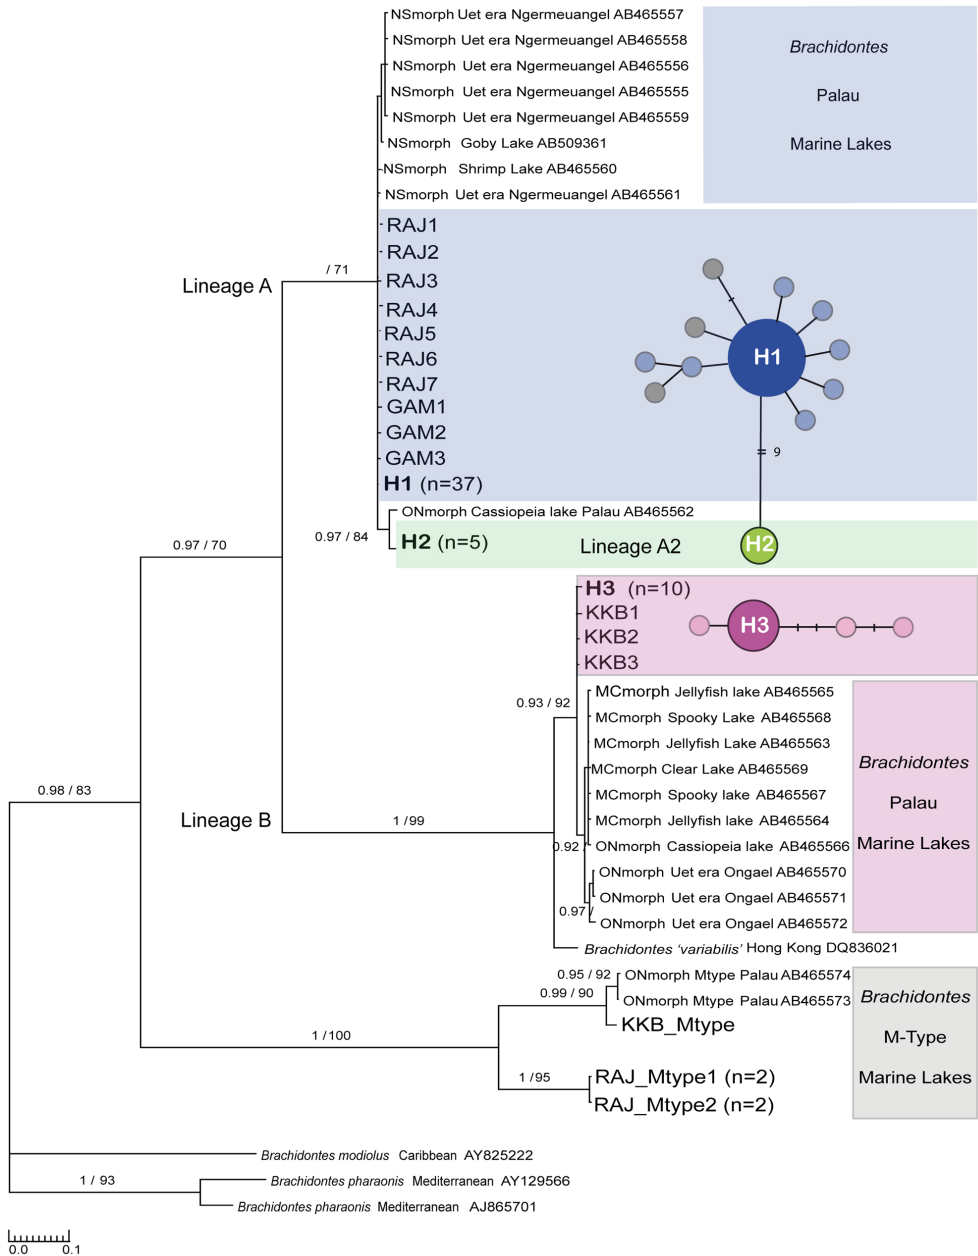 NSmorph Uet era Ngermeuangel AB465557
NSmorph Uet era Ngermeuangel AB465558
NSmorph Uet era Ngermeuangel AB465556
NSmorph Uet era Ngermeuangel AB465555
NSmorph Uet era Ngermeuangel AB465559
NSmorph Goby Lake AB509361
NSmorph Shrimp Lake AB465560
NSmorph Uet era Ngermeuangel AB465561
Brachidontes
Palau
Marine Lakes
RAJ1
RAJ2
RAJ3
RAJ4
RAJ5
RAJ6
RAJ7
GAM1
GAM2
GAM3
H1 (n=37)
H1
9
/ 71
Lineage A
ONmorph Cassiopeia lake Palau AB465562
0.97 / 84
H2 (n=5)
Lineage A2
H2
0.97 / 70
H3 (n=10)
KKB1
KKB2
KKB3
H3
0.93 / 92
MCmorph Jellyfish lake AB465565
MCmorph Spooky Lake AB465568
MCmorph Jellyfish Lake AB465563
MCmorph Clear Lake AB465569
MCmorph Spooky lake AB465567
MCmorph Jellyfish lake AB465564
ONmorph Cassiopeia lake AB465566
ONmorph Uet era Ongael AB465570
ONmorph Uet era Ongael AB465571
ONmorph Uet era Ongael AB465572
Brachidontes
Palau
Marine Lakes
0.98 / 83
Lineage B
1 /99
0.92 /
0.97 /
Brachidontes ‘variabilis’ Hong Kong DQ836021
0.95 / 92
ONmorph Mtype Palau AB465574
0.99 / 90
ONmorph Mtype Palau AB465573
KKB_Mtype
1 /100
1 /95
RAJ_Mtype1 (n=2)
RAJ_Mtype2 (n=2)
Brachidontes
M-Type
Marine Lakes
Brachidontes modiolus Caribbean AY825222
1 / 93
Brachidontes pharaonis Mediterranean AY129566
Brachidontes pharaonis Mediterranean AJ865701
0.0 0.1